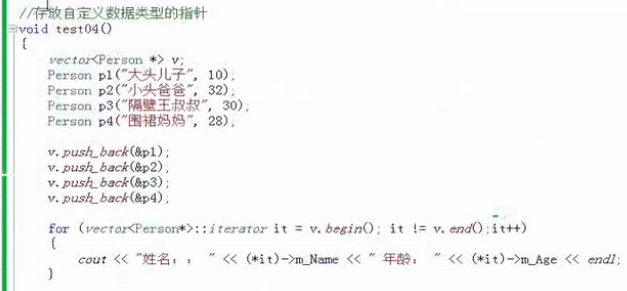 //存放自定义数据类型的指针
void test04()
{
vector<Person *> v;
Person p1("大头儿子", 10);
Person p2("小头爸爸", 32);
Person p3("隔壁王叔叔", 30);
Person p4("围裙妈妈", 28);
v.push_back(&p1);
v.push_back(&p2);
v.push_back(&p3);
v.push_back(&p4);
for (vector<Person*>::iterator it = v.begin(); it != v.end();it++)
{
cout << "姓名:: " << (*it)->m_Name << " 年龄: " << (*it)->m_Age << endl;
}